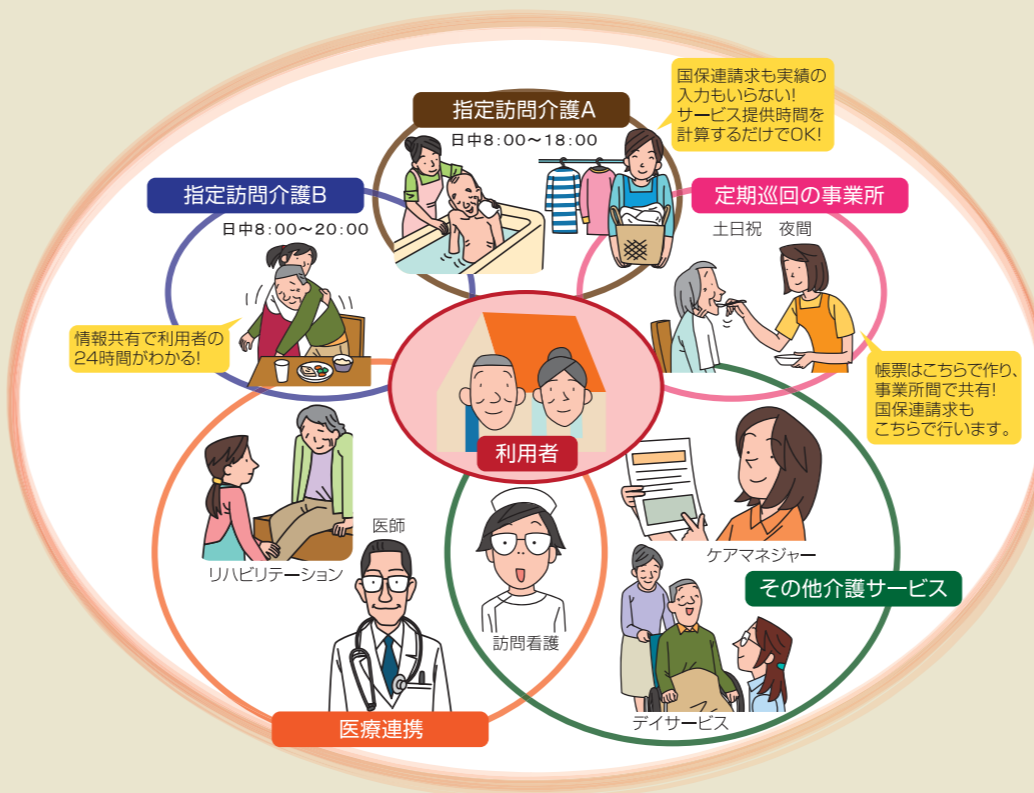 国保連請求も実績の
入力もいらない!
サービス提供時間を
計算するだけでOK!
指定訪問介護A
日中8:00〜18:00
指定訪問介護B
日中8:00〜20:00
定期巡回の事業所
土日祝　夜間
情報共有で利用者の
24時間がわかる!
帳票はこちらで作り、
事業所間で共有!
国保連請求も
こちらで行います。
利用者
リハビリテーション
医師
訪問看護
医療連携
ケアマネジャー
その他介護サービス
デイサービス